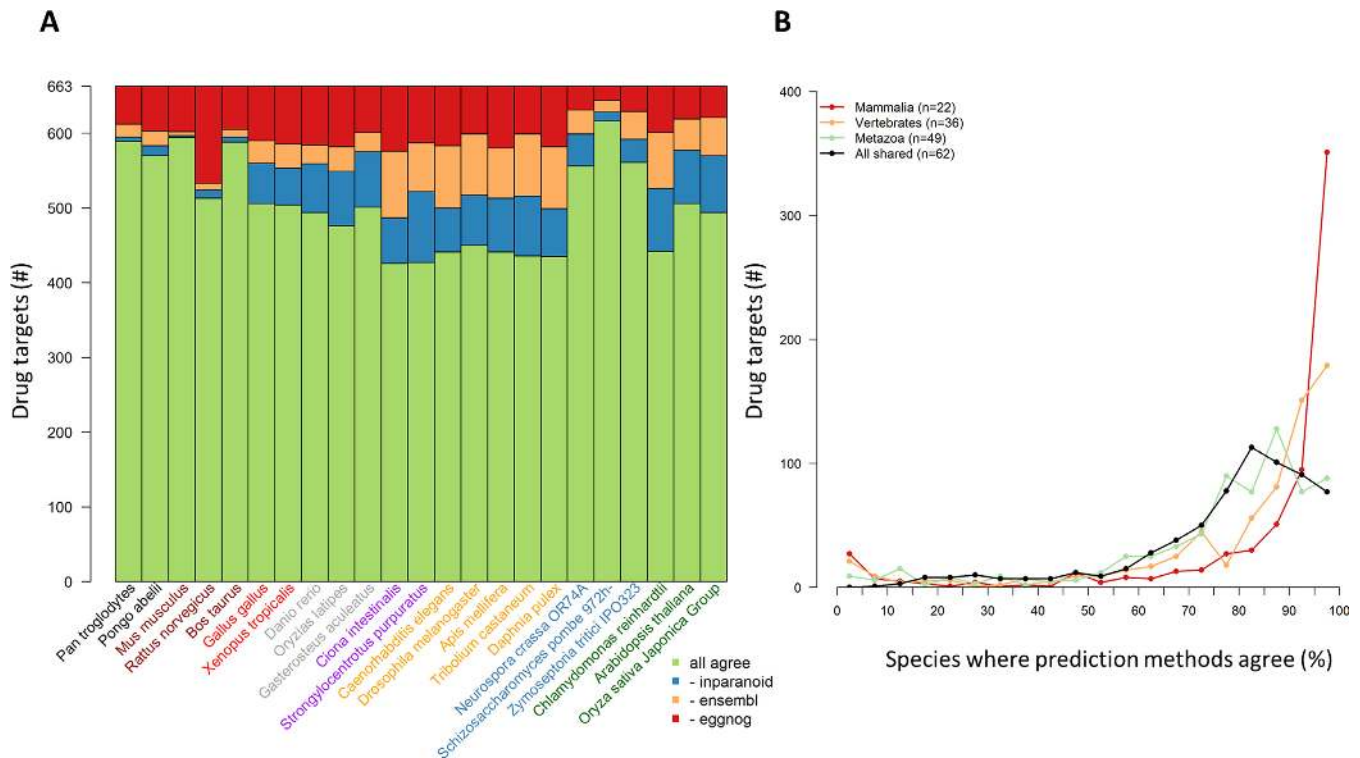 A
B
Drug targets (#)
663
600
400
300
200
100
0
Pan troglodytes
Pongo abelii
Mus musculus
Rattus norvegicus
Bos taurus
Gallus gallus
Xenopus tropicalis
Danio rerio
Oryzias latipes
Gasterosteus aculeatus
Ciona intestinalis
Strongylocentrotus purpuratus
Caenorhabditis elegans
Drosophila melanogaster
Apis mellifera
Tribolium castaneum
Daphnia pulex
Neurospora crassa OR74A
Schizosaccharomyces pombe 972h-
Zymoseptoria tritici IPO323
Chlamydomonas reinhardtii
Arabidopsis thaliana
Oryza sativa Japonica Group
all agree
- inparanoid
- ensembl
- eggnog
Drug targets (#)
400
300
200
100
0
Mammalia (n=22)
Vertebrates (n=36)
Metazoa (n=49)
All shared (n=62)
0 10 20 30 40 50 60 70 80 90 100
Species where prediction methods agree (%)